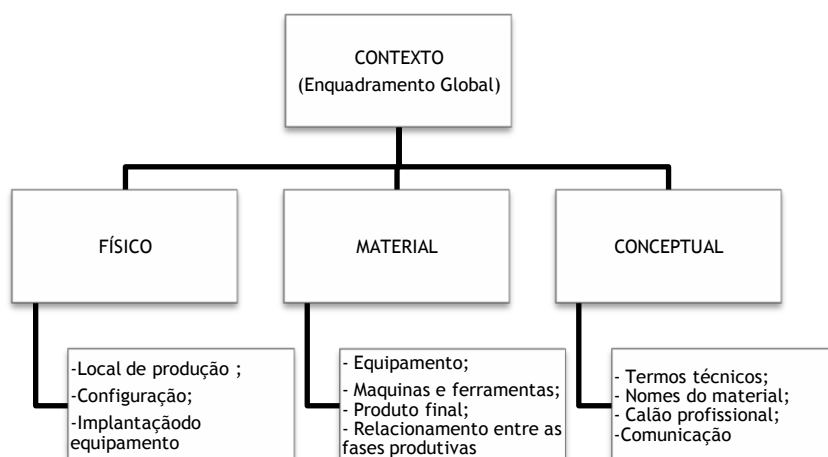 CONTEXTO
(Enquadramento Global)
FÍSICO
MATERIAL
CONCEPTUAL
-Local de produção ;
-Configuração;
-Implantaçãodo
equipamento
- Equipamento;
- Maquinas e ferramentas;
- Produto final;
- Relacionamento entre as
fases produtivas
- Termos técnicos;
- Nomes do material;
- Calão profissional;
-Comunicação